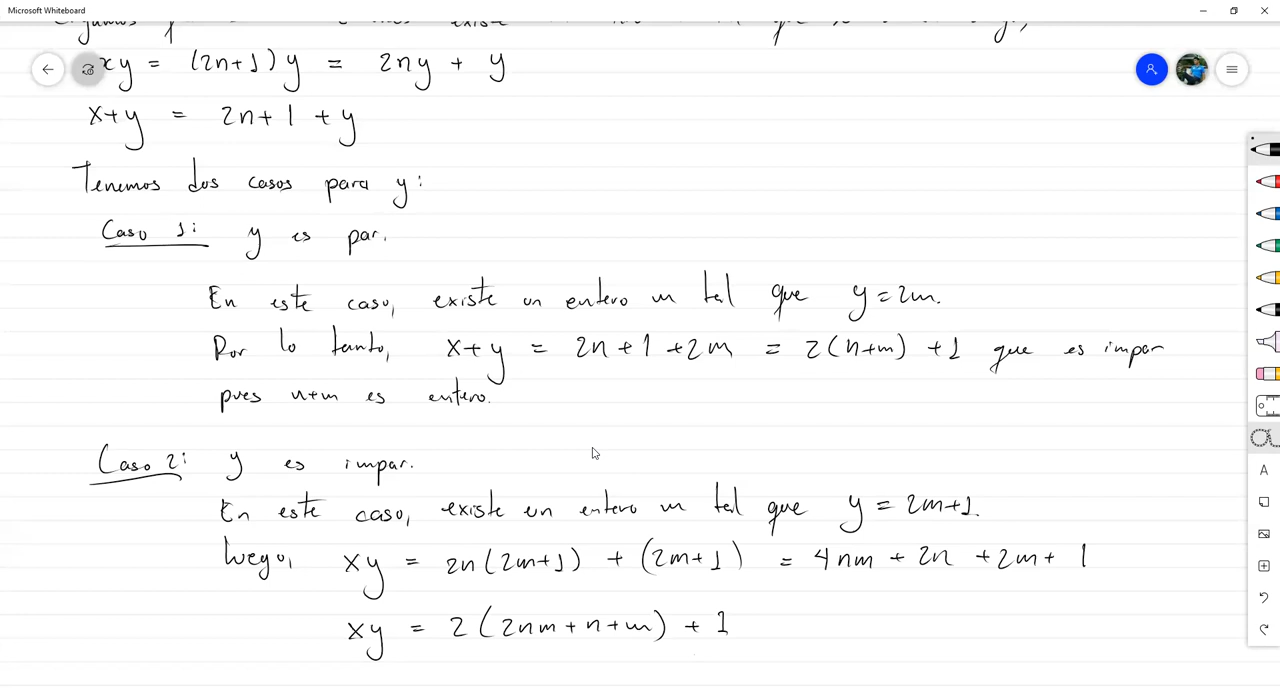 Microsoft Whiteboard
existe
que
xy = (2n+1)y = 2ny + y
x+y = 2n+1+y
Tenemos dos casos para y:
Caso 1: y es par.
En este caso, existe un entero m tal que y=2m.
Por lo tanto, x+y = 2n+1+2m = 2(n+m)+1 que es impar
pues n+m es entero.
Caso 2: y es impar.
En este caso, existe un entero m tal que y=2m+1.
luego, xy = 2n(2m+1) + (2m+1) = 4nm + 2n + 2m + 1
xy = 2(2nm+n+m) + 1